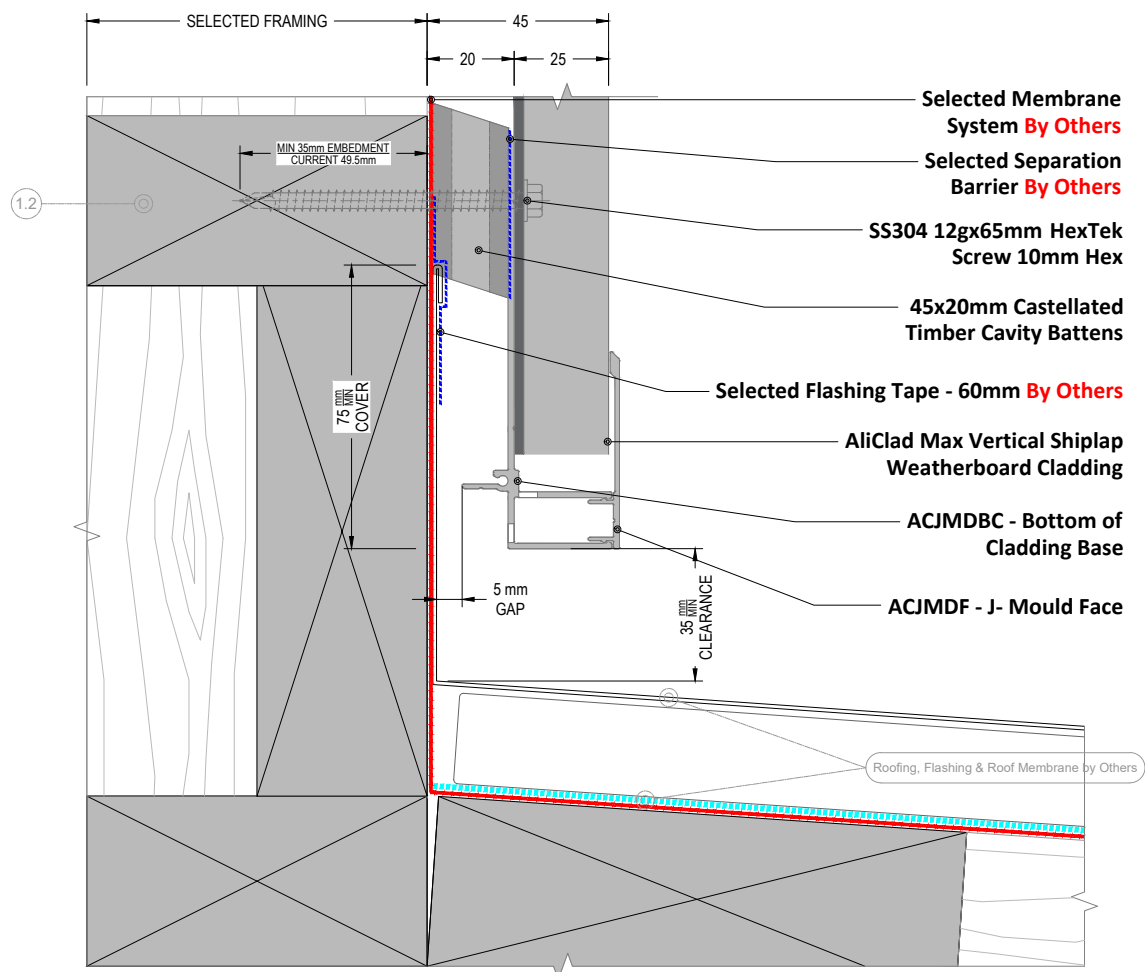 SELECTED FRAMING
45
20
25
MIN 35mm EMBEDMENT
CURRENT 49.5mm
1.2
Selected Membrane
System By Others
Selected Separation
Barrier By Others
SS304 12gx65mm HexTek
Screw 10mm Hex
45x20mm Castellated
Timber Cavity Battens
Selected Flashing Tape - 60mm By Others
AliClad Max Vertical Shiplap
Weatherboard Cladding
ACJMDBC - Bottom of
Cladding Base
ACJMDF - J- Mould Face
75 mm MIN
COVER
5 mm
GAP
35 mm MIN
CLEARANCE
Roofing, Flashing & Roof Membrane by Others